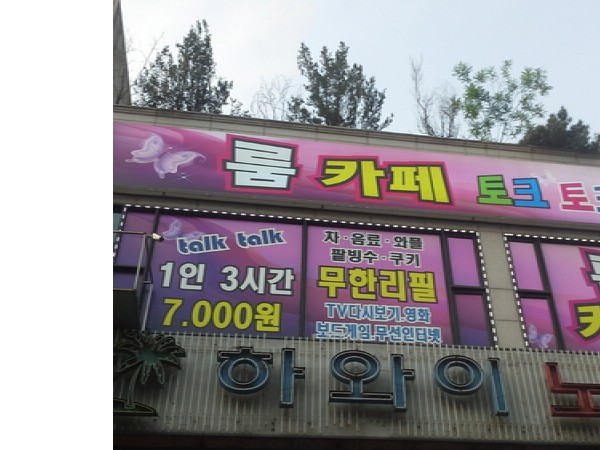 룸 카페 토크 토크
talk talk
1인 3시간
7.000원
차·음료·와플
팥빙수·쿠키
무한리필
TV다시보기.영화
보드게임.무선인터넷
하와이